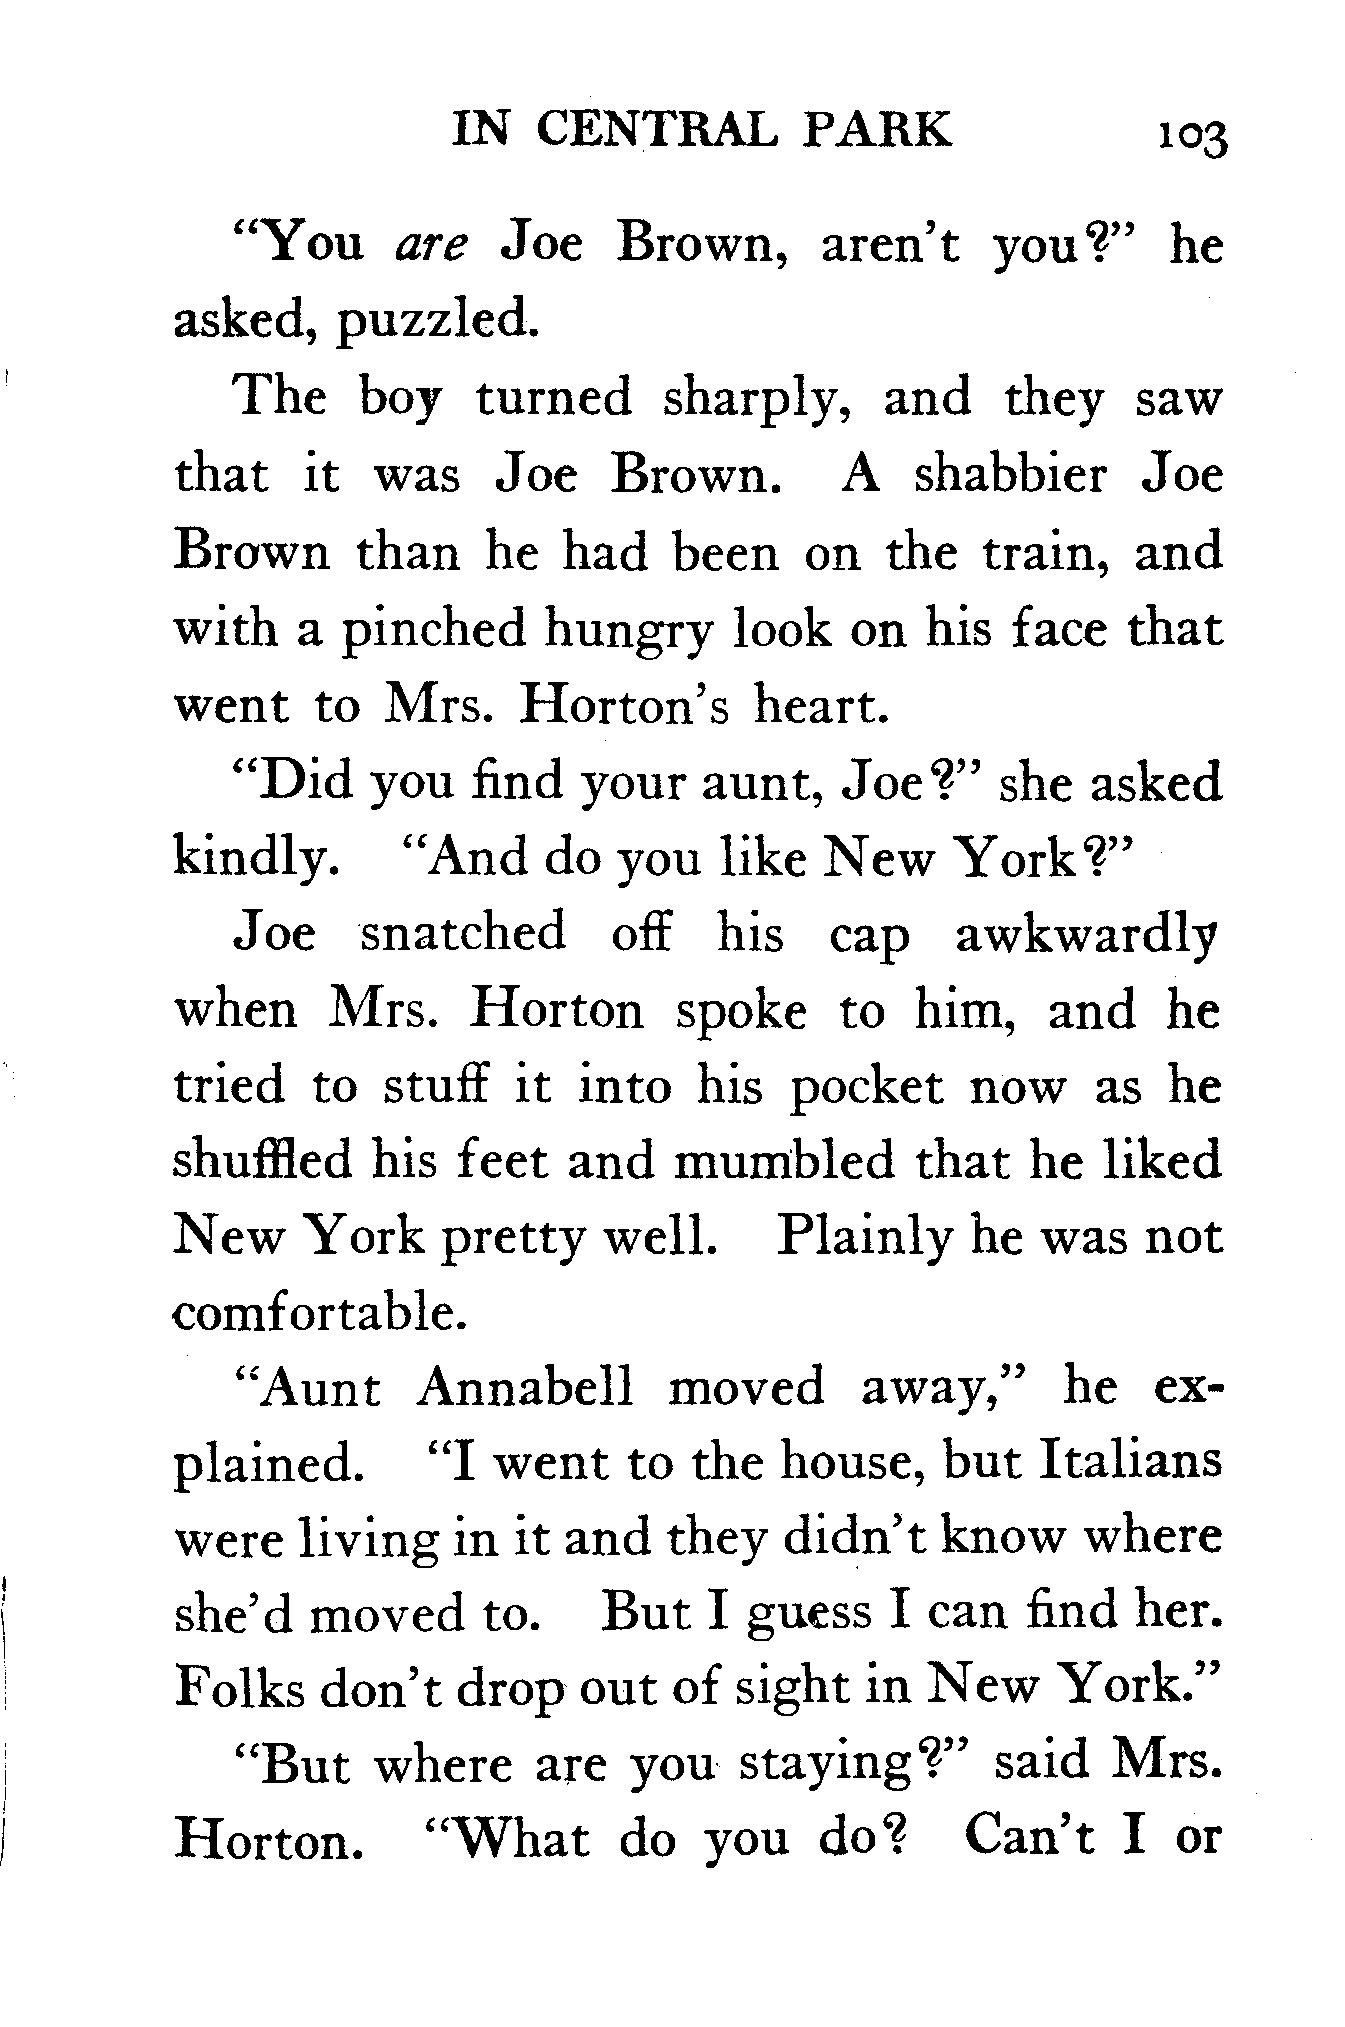 IN CENTRAL PARK 103
“You are Joe Brown, aren’t you?” he
asked, puzzled.
The boy turned sharply, and they saw
that it was Joe Brown. A shabbier Joe
Brown than he had been on the train, and
with a pinched hungry look on his face that
went to Mrs. Horton’s heart.
“Did you find your aunt, Joe?” she asked
kindly. “And do you like New York?”
Joe snatched off his cap awkwardly
when Mrs. Horton spoke to him, and he
tried to stuff it into his pocket now as he
shuffled his feet and mumbled that he liked
New York pretty well. Plainly he was not
comfortable.
“Aunt Annabell moved away,” he ex-
plained. “I went to the house, but Italians
were living in it and they didn’t know where
she’d moved to. But I guess I can find her.
Folks don’t drop out of sight in New York.”
“But where are you staying?” said Mrs.
Horton. “What do you do? Can’t I or